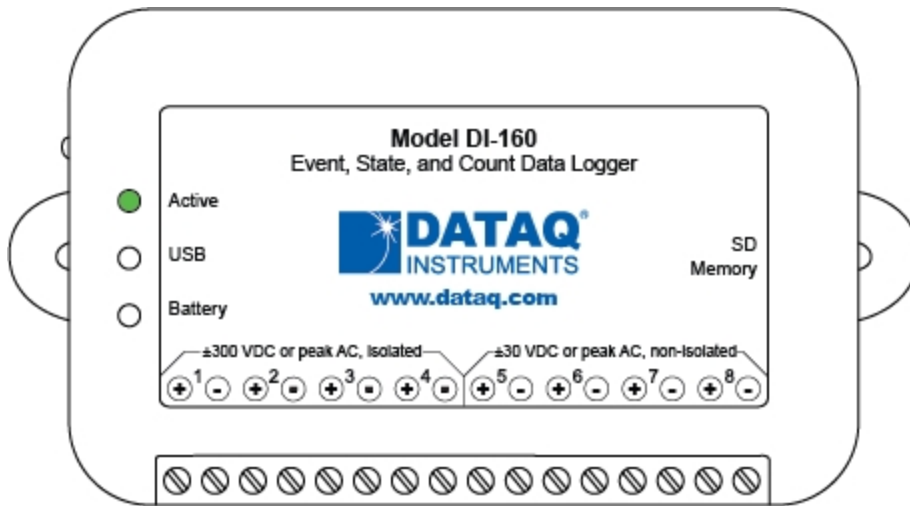 Model DI-160
Event, State, and Count Data Logger
Active
USB
Battery
DATAQ®
INSTRUMENTS
www.dataq.com
SD
Memory
±300 VDC or peak AC, Isolated
±30 VDC or peak AC, non-Isolated
+ 1 - + 2 - + 3 - + 4 - + 5 - + 6 - + 7 - + 8 -